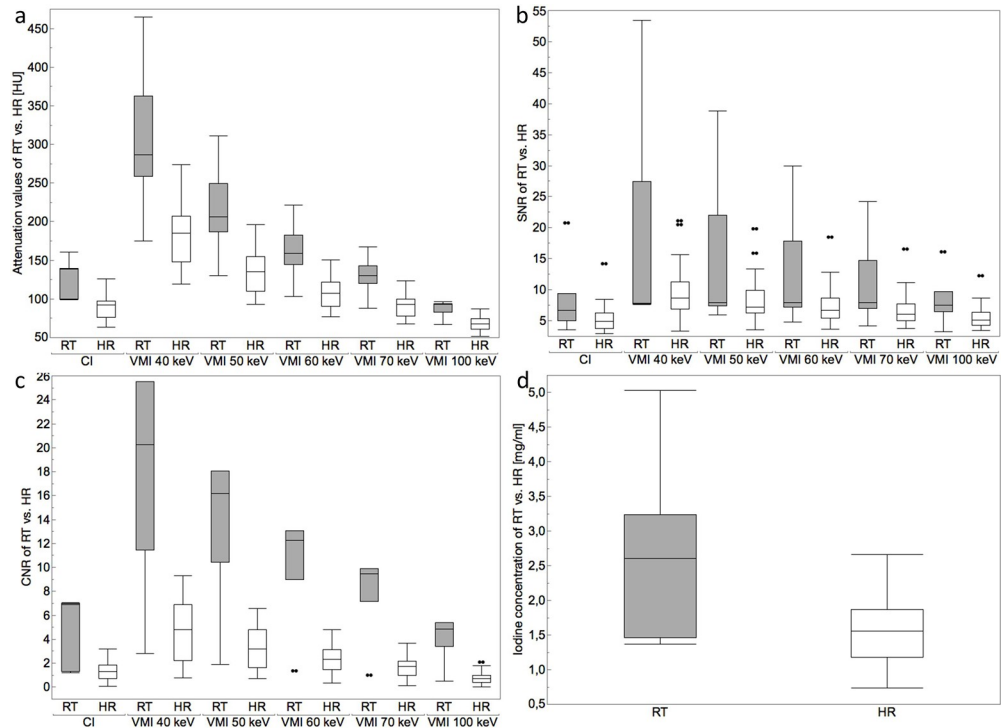 a
Attenuation values of RT vs. HR [HU]
450
400
350
300
250
200
150
100
50
RT HR RT HR RT HR RT HR RT HR RT HR
CI VMI 40 keV VMI 50 keV VMI 60 keV VMI 70 keV VMI 100 keV
b
SNR of RT vs. HR
55
50
45
40
35
30
25
20
15
10
5
RT HR RT HR RT HR RT HR RT HR RT HR
CI VMI 40 keV VMI 50 keV VMI 60 keV VMI 70 keV VMI 100 keV
c
CNR of RT vs. HR
26
24
22
20
18
16
14
12
10
8
6
4
2
0
RT HR RT HR RT HR RT HR RT HR RT HR
CI VMI 40 keV VMI 50 keV VMI 60 keV VMI 70 keV VMI 100 keV
d
Iodine concentration of RT vs. HR [mg/ml]
5,0
4,5
4,0
3,5
3,0
2,5
2,0
1,5
1,0
0,5
RT HR